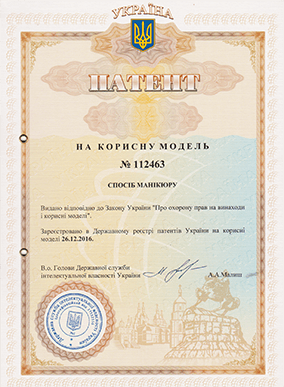 УКРАЇНА
ПАТЕНТ
НА КОРИСНУ МОДЕЛЬ
№ 112463
СПОСІБ МАНІКЮРУ
Видано відповідно до Закону України "Про охорону прав на винаходи
і корисні моделі".
Зареєстровано в Державному реєстрі патентів України на корисні
моделі 26.12.2016.
В.о. Голови Державної служби
інтелектуальної власності України
А.А.Малиш